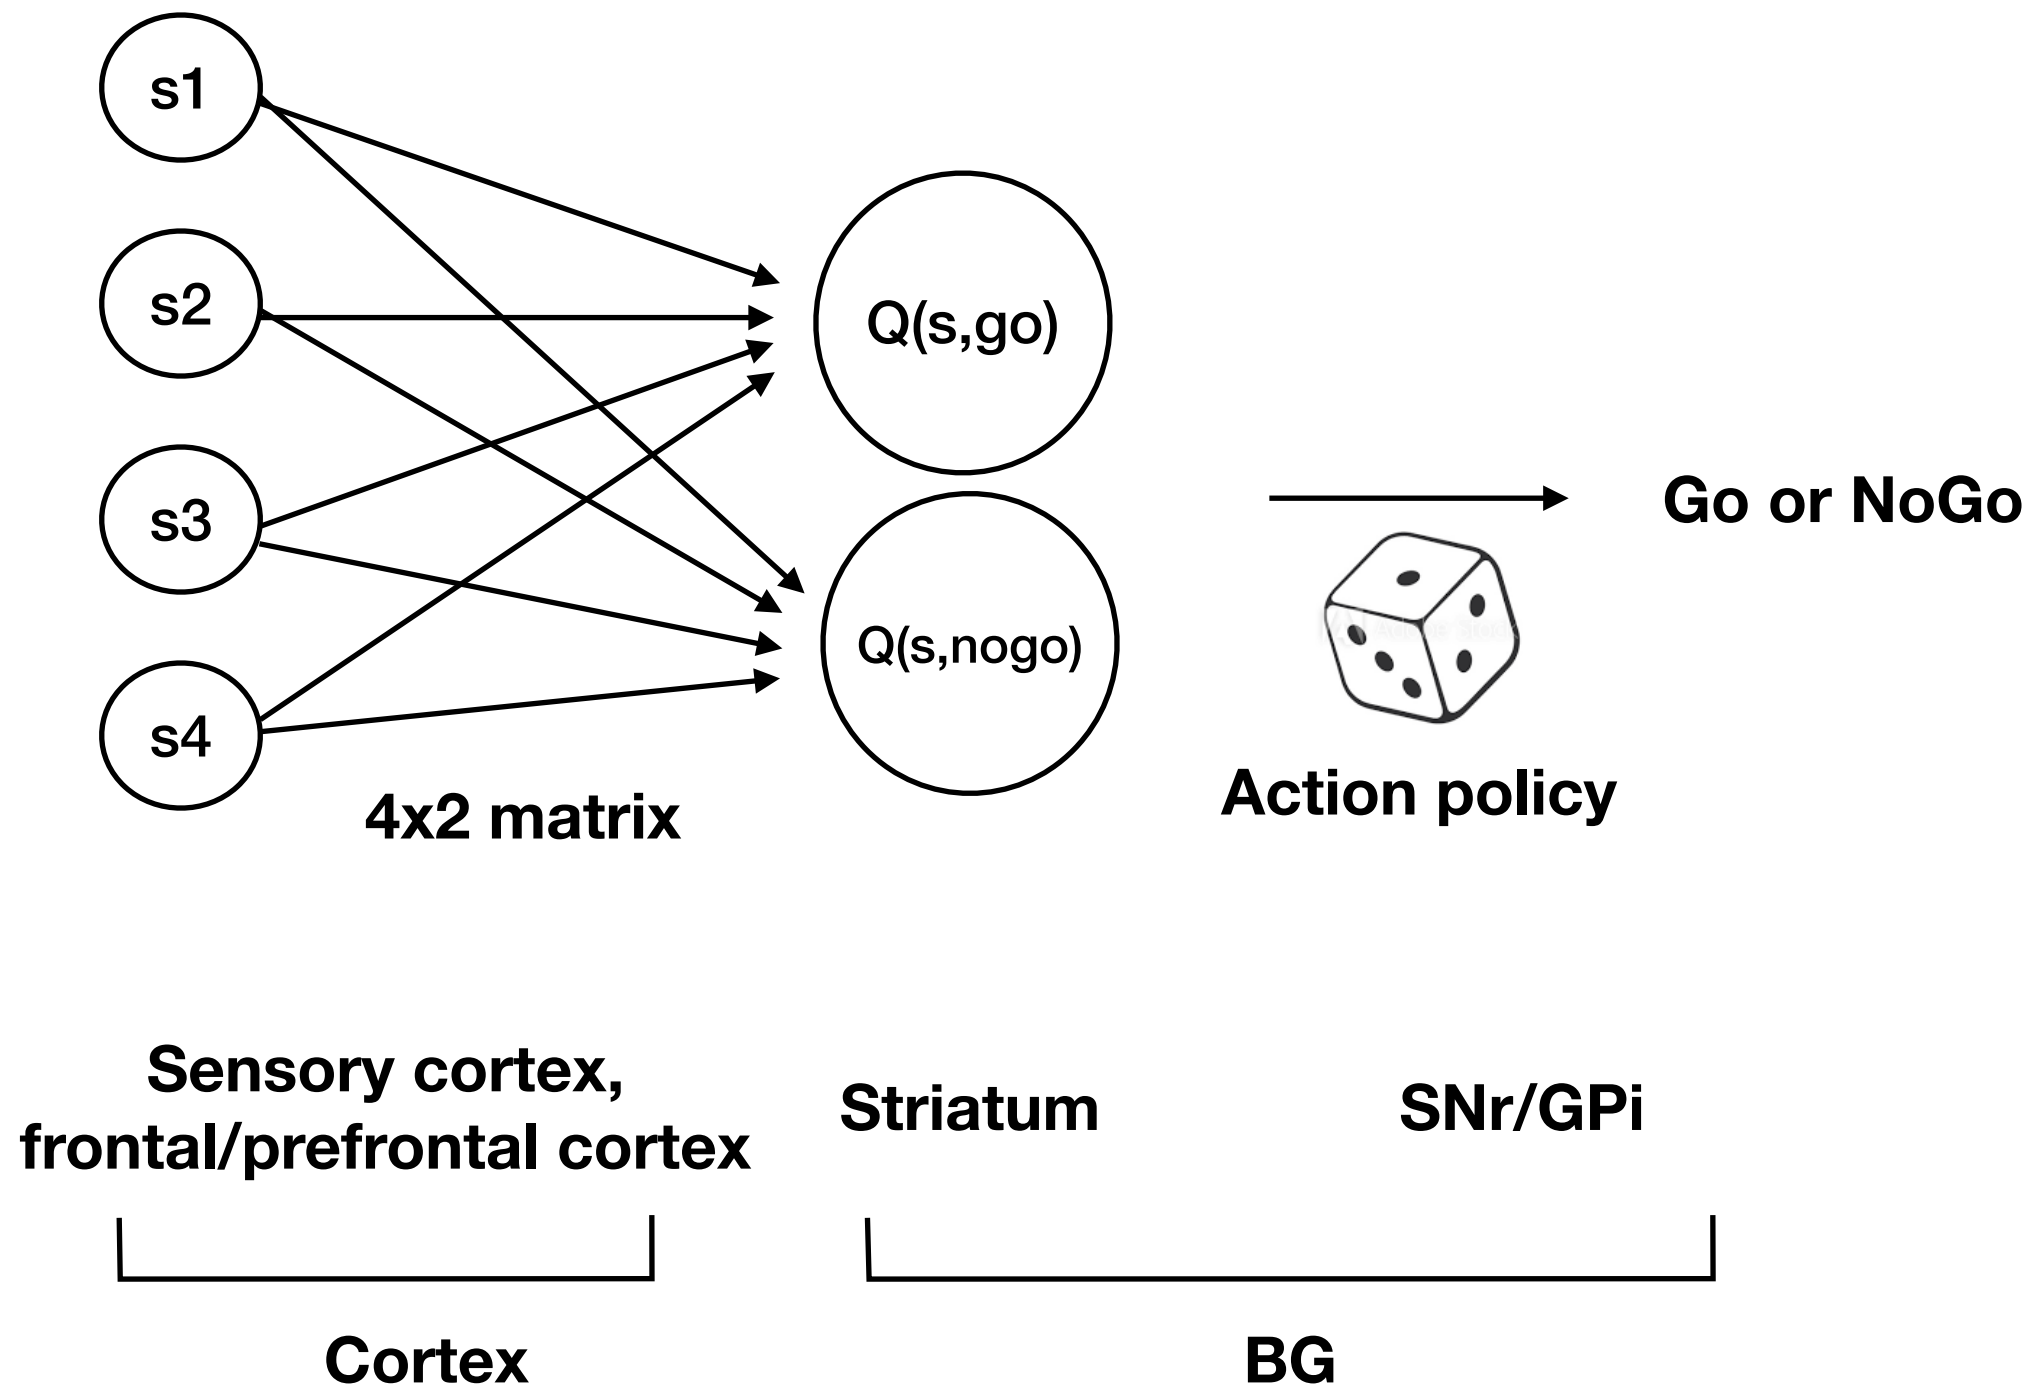 s1
s2
s3
s4
Q(s,go)
Q(s,nogo)
4x2 matrix
Go or NoGo
Action policy
Sensory cortex,
frontal/prefrontal cortex
Striatum
SNr/GPi
Cortex
BG